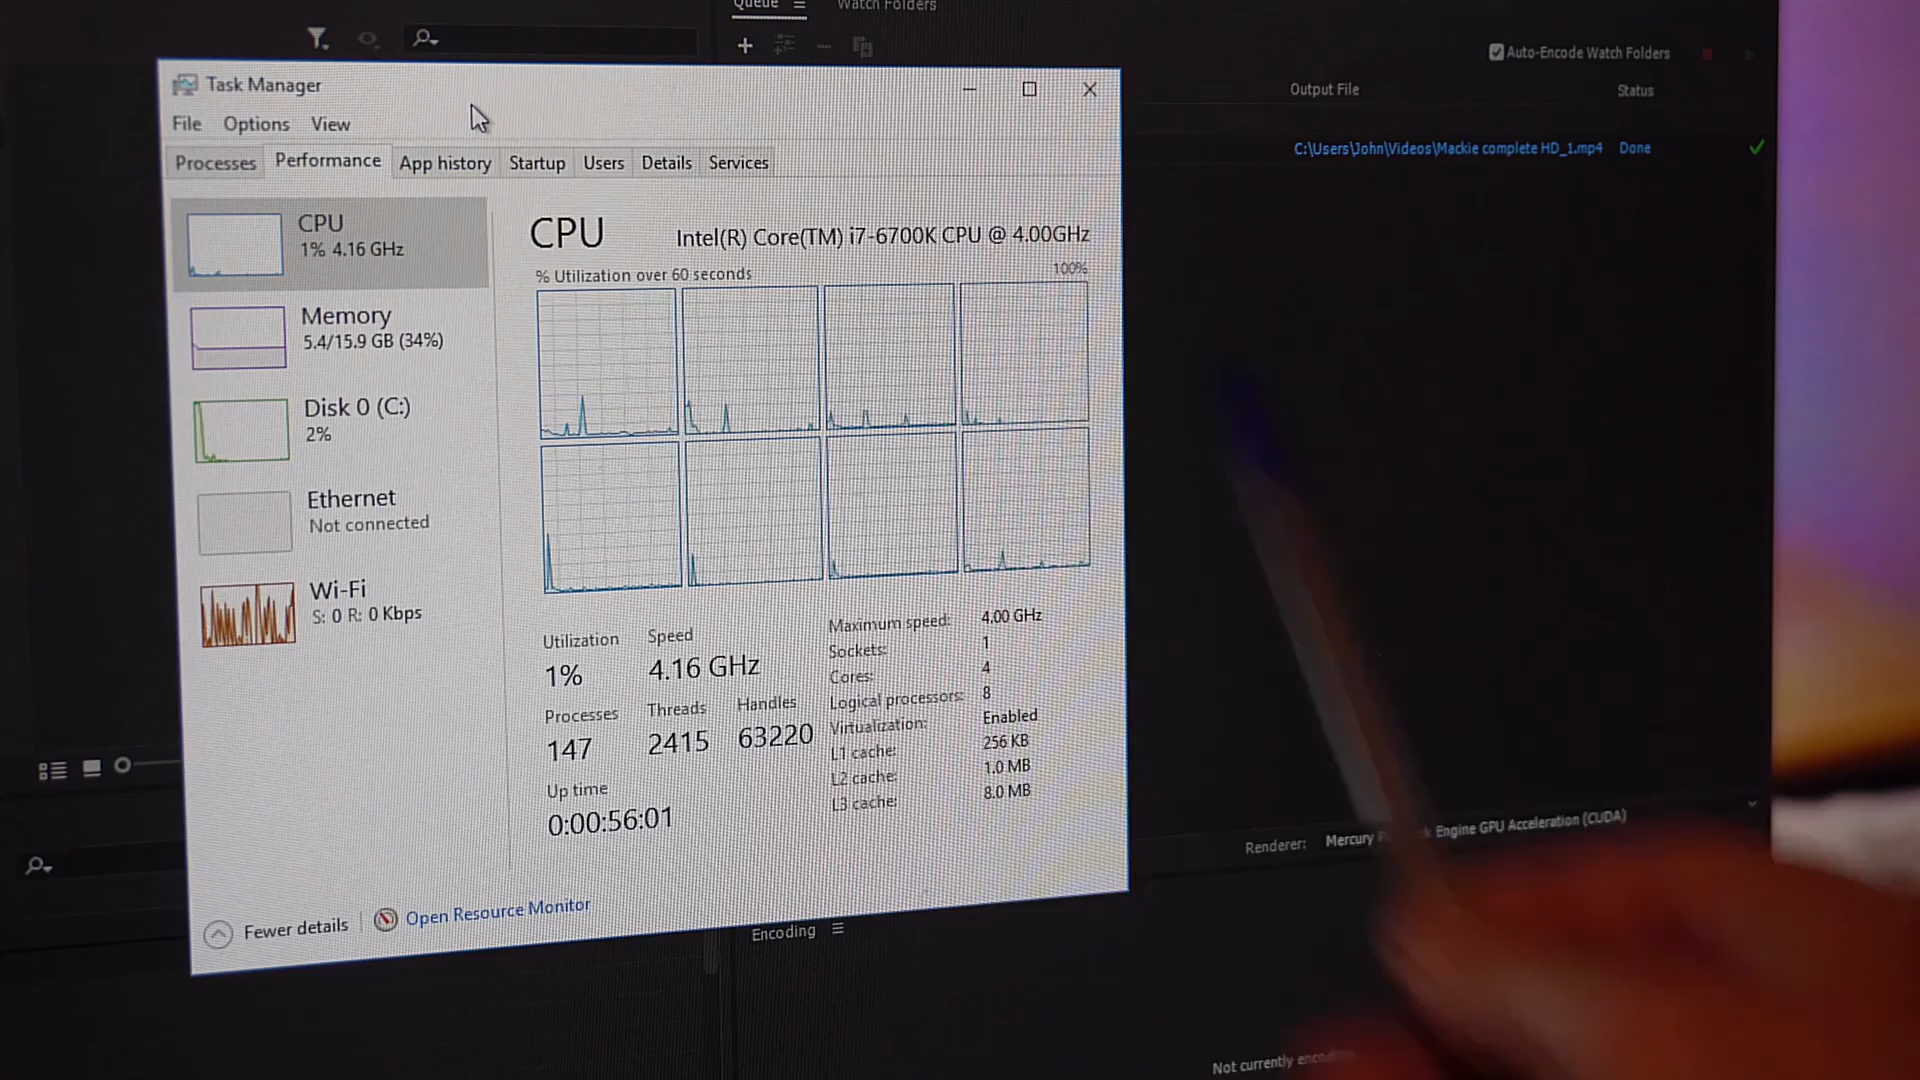 Queue
Watch Folders
Auto-Encode Watch Folders
Output File
Status
C:\Users\John\Videos\Mackie complete HD_1.mp4
Done
Task Manager
File
Options
View
Processes
Performance
App history
Startup
Users
Details
Services
CPU
1% 4.16 GHz
Memory
5.4/15.9 GB (34%)
Disk 0 (C:)
2%
Ethernet
Not connected
Wi-Fi
S: 0 R: 0 Kbps
CPU
Intel(R) Core(TM) i7-6700K CPU @ 4.00GHz
% Utilization over 60 seconds
100%
Utilization
1%
Speed
4.16 GHz
Processes
147
Threads
2415
Handles
63220
Up time
0:00:56:01
Maximum speed: 4.00 GHz
Sockets: 1
Cores: 4
Logical processors: 8
Virtualization: Enabled
L1 cache: 256 KB
L2 cache: 1.0 MB
L3 cache: 8.0 MB
Fewer details
Open Resource Monitor
Renderer: Mercury Engine GPU Acceleration (CUDA)
Encoding
Not currently